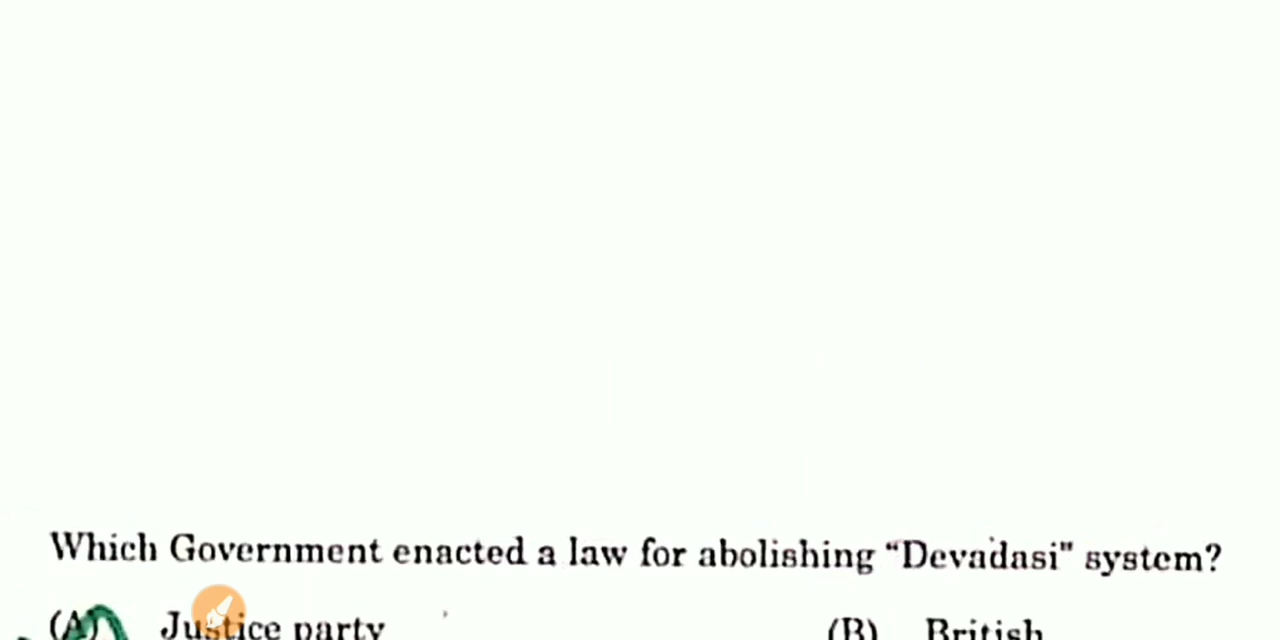 Which Government enacted a law for abolishing “Devadasi" system?
(A) Justice party (B) British